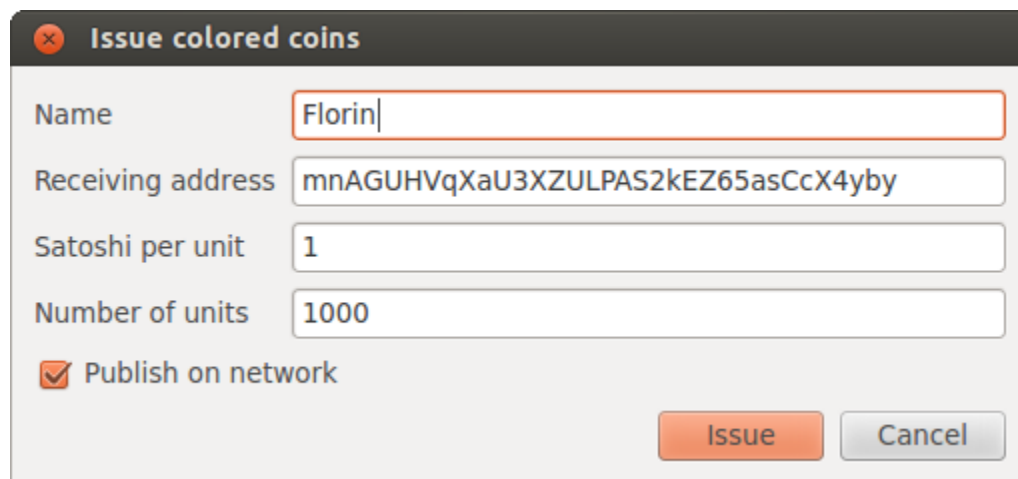 Issue colored coins
Name Florin
Receiving address mnAGUHVqXaU3XZULPAS2kEZ65asCcX4yby
Satoshi per unit 1
Number of units 1000
Publish on network
Issue Cancel